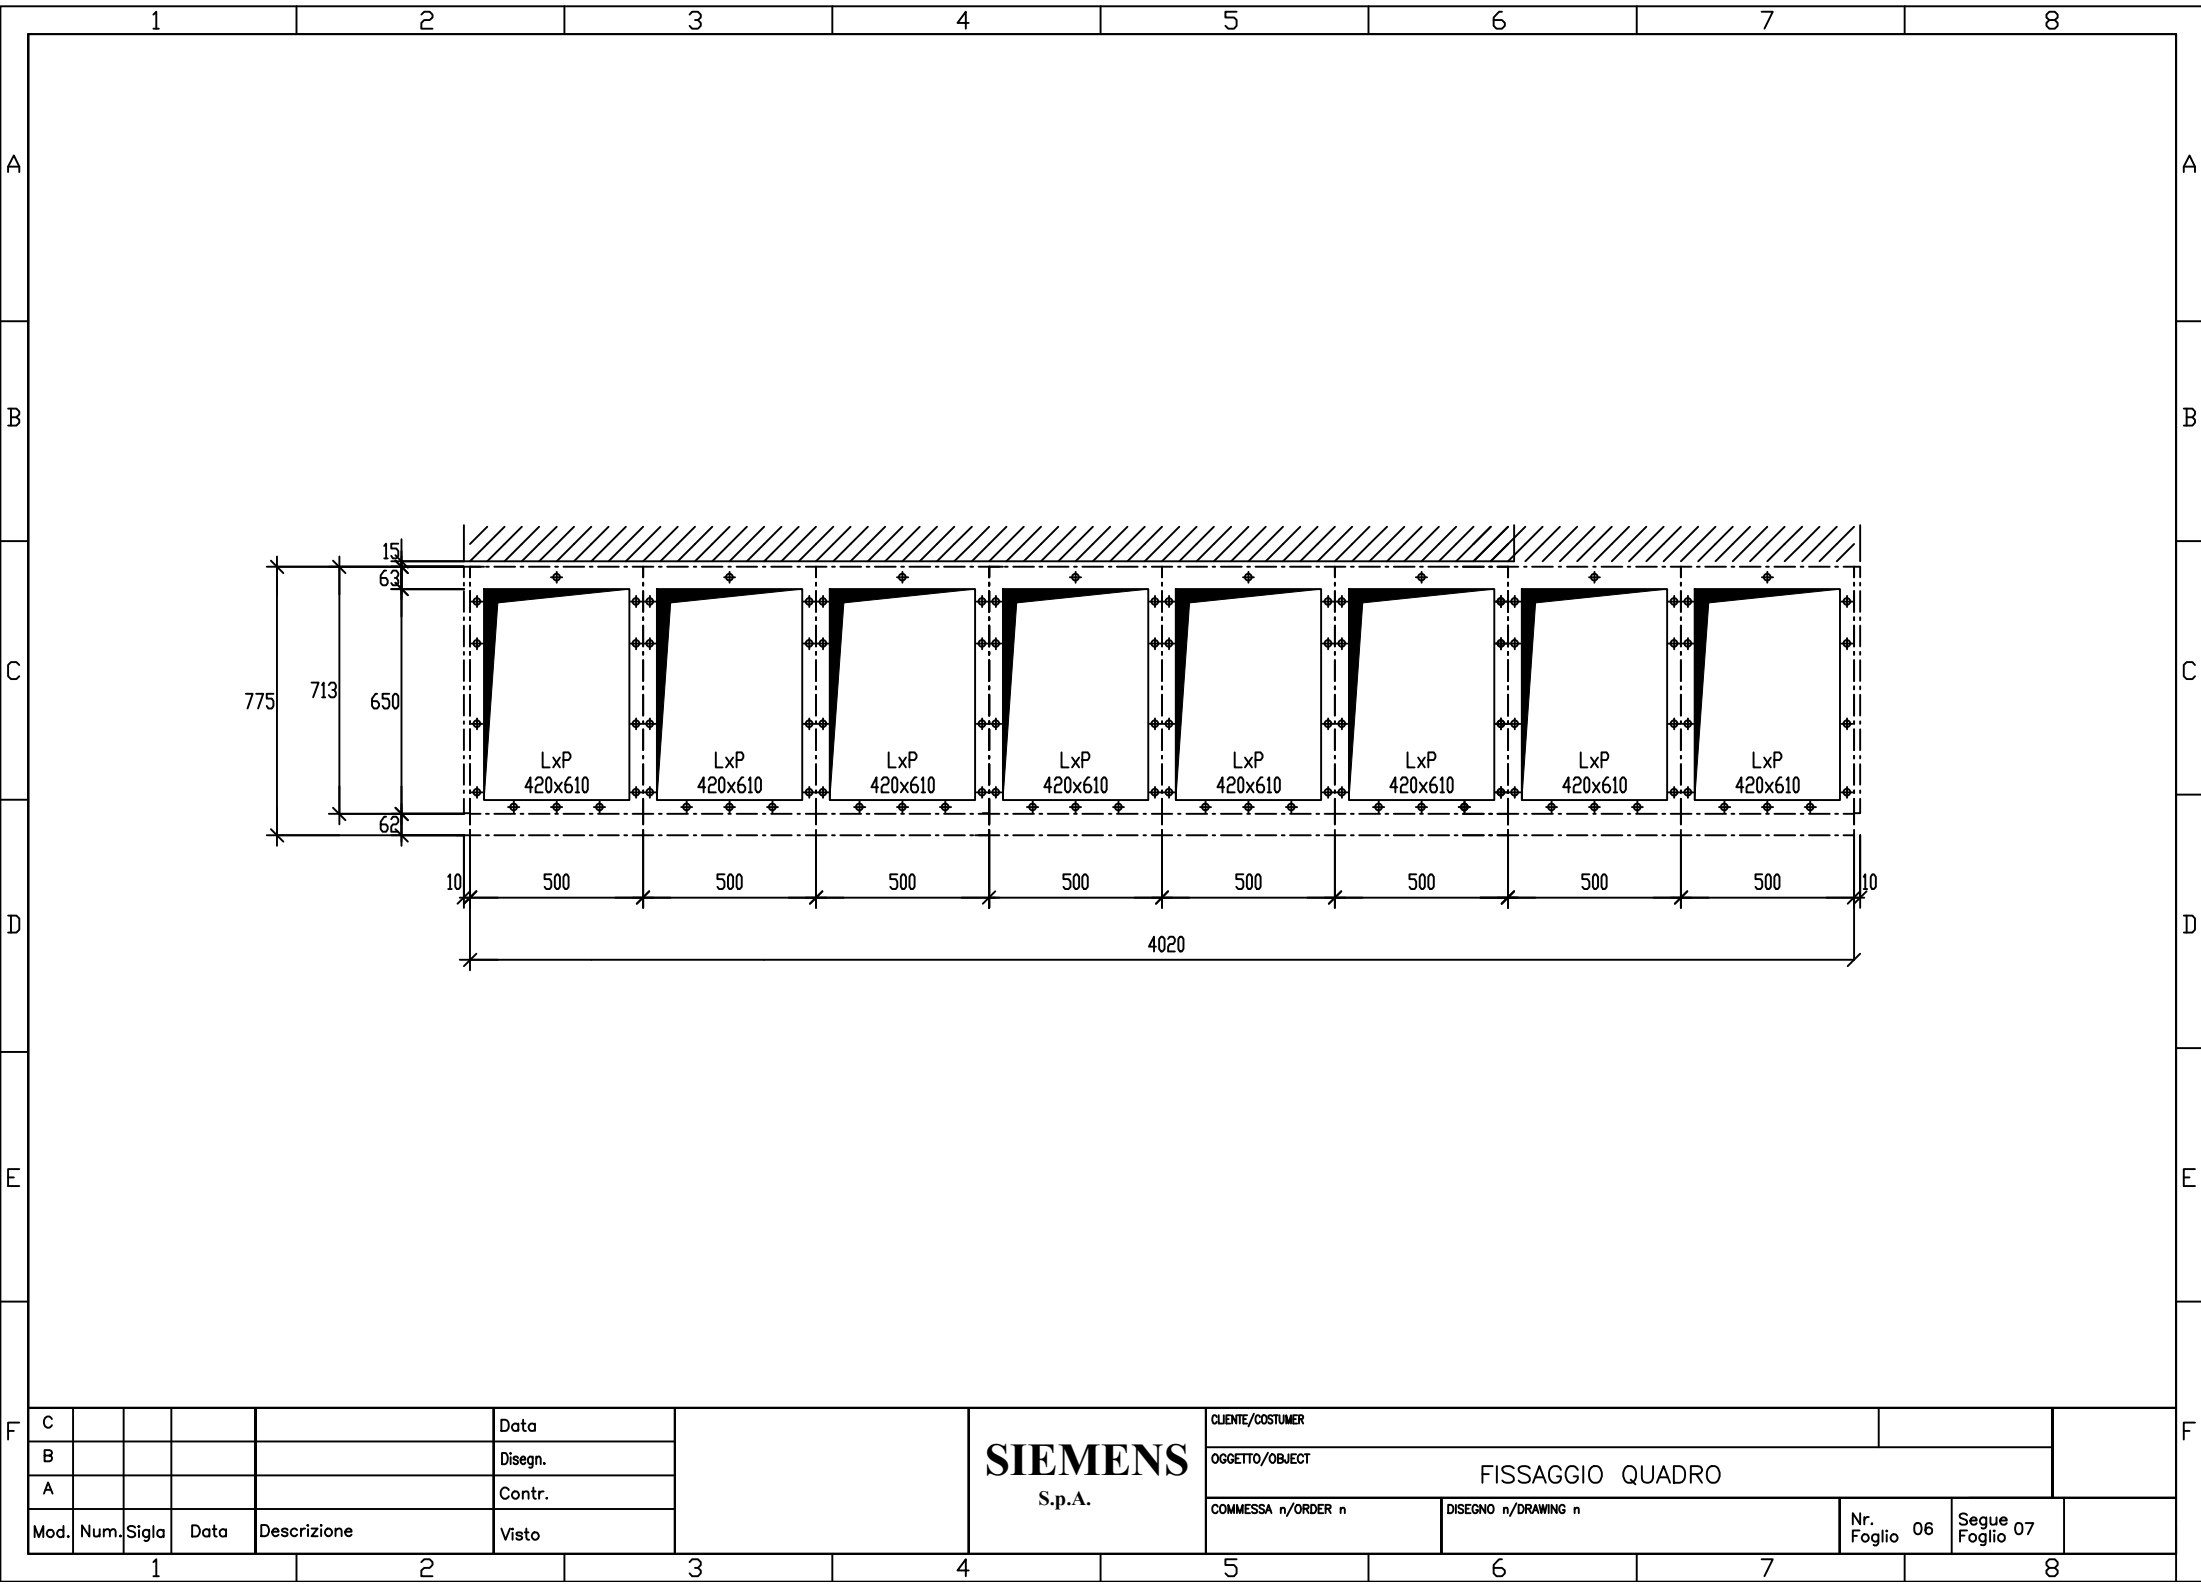 1 2 3 4 5 6 7 8
A A
B B
C C
D D
E E
F F
15
63
775
713
650
62
LxP LxP LxP LxP LxP LxP LxP LxP
420x610 420x610 420x610 420x610 420x610 420x610 420x610 420x610
10 500 500 500 500 500 500 500 500 10
4020
C
B
A
Mod. Num. Sigla Data Descrizione
Data
Disegn.
Contr.
Visto
SIEMENS
S.p.A.
CLIENTE/COSTUMER
OGGETTO/OBJECT
FISSAGGIO QUADRO
COMMESSA n/ORDER n
DISEGNO n/DRAWING n
Nr.
Foglio 06
Segue
Foglio 07
1 2 3 4 5 6 7 8